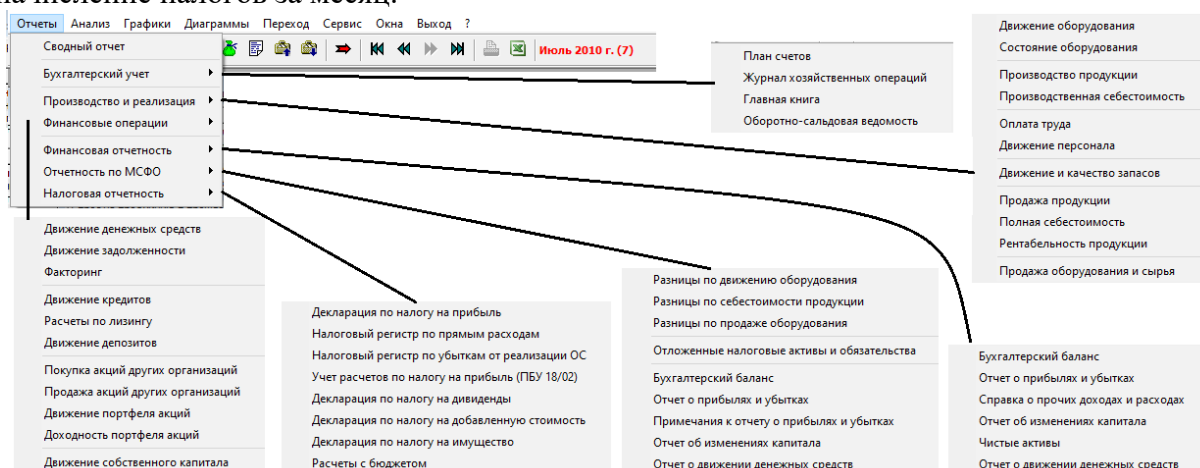 начисление налогов за месяц.
Отчеты Анализ Графики Диаграммы Переход Сервис Окна Выход ?
Июль 2010 г. (7)
Сводный отчет
Бухгалтерский учет
Производство и реализация
Финансовые операции
Финансовая отчетность
Отчетность по МСФО
Налоговая отчетность
План счетов
Журнал хозяйственных операций
Главная книга
Оборотно-сальдовая ведомость
Движение оборудования
Состояние оборудования
Производство продукции
Производственная себестоимость
Оплата труда
Движение персонала
Движение и качество запасов
Продажа продукции
Полная себестоимость
Рентабельность продукции
Продажа оборудования и сырья
Движение денежных средств
Движение задолженности
Факторинг
Движение кредитов
Расчеты по лизингу
Движение депозитов
Покупка акций других организаций
Продажа акций других организаций
Движение портфеля акций
Доходность портфеля акций
Движение собственного капитала
Декларация по налогу на прибыль
Налоговый регистр по прямым расходам
Налоговый регистр по убыткам от реализации ОС
Учет расчетов по налогу на прибыль (ПБУ 18/02)
Декларация по налогу на дивиденды
Декларация по налогу на добавленную стоимость
Декларация по налогу на имущество
Расчеты с бюджетом
Разницы по движению оборудования
Разницы по себестоимости продукции
Разницы по продаже оборудования
Отложенные налоговые активы и обязательства
Бухгалтерский баланс
Отчет о прибылях и убытках
Примечания к отчету о прибылях и убытках
Отчет об изменениях капитала
Отчет о движении денежных средств
Бухгалтерский баланс
Отчет о прибылях и убытках
Справка о прочих доходах и расходах
Отчет об изменениях капитала
Чистые активы
Отчет о движении денежных средств